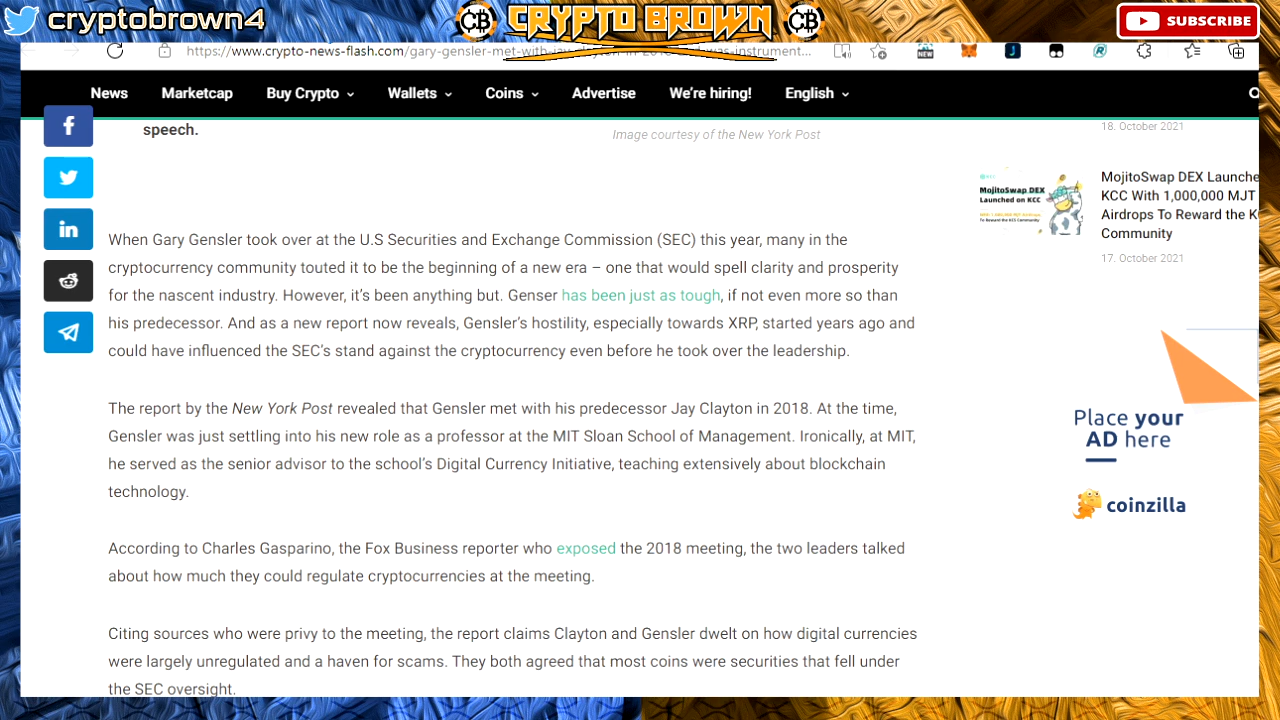 cryptobrown4
CB
CRYPTO BROWN
CB
SUBSCRIBE
https://www.crypto-news-flash.com/gary-gensler-met-with-jay-clayton-in-2018-was-instrument...
NEW
News
Marketcap
Buy Crypto
Wallets
Coins
Advertise
We're hiring!
English
speech.
Image courtesy of the New York Post
18. October 2021
MojitoSwap DEX
Launched on KCC
MojitoSwap DEX Launche
KCC With 1,000,000 MJT
Airdrops To Reward the K
Community
17. October 2021
When Gary Gensler took over at the U.S Securities and Exchange Commission (SEC) this year, many in the
cryptocurrency community touted it to be the beginning of a new era – one that would spell clarity and prosperity
for the nascent industry. However, it's been anything but. Genser has been just as tough, if not even more so than
his predecessor. And as a new report now reveals, Gensler's hostility, especially towards XRP, started years ago and
could have influenced the SEC's stand against the cryptocurrency even before he took over the leadership.
The report by the New York Post revealed that Gensler met with his predecessor Jay Clayton in 2018. At the time,
Gensler was just settling into his new role as a professor at the MIT Sloan School of Management. Ironically, at MIT,
he served as the senior advisor to the school's Digital Currency Initiative, teaching extensively about blockchain
technology.
According to Charles Gasparino, the Fox Business reporter who exposed the 2018 meeting, the two leaders talked
about how much they could regulate cryptocurrencies at the meeting.
Citing sources who were privy to the meeting, the report claims Clayton and Gensler dwelt on how digital currencies
were largely unregulated and a haven for scams. They both agreed that most coins were securities that fell under
the SEC oversight.
Place your
AD here
coinzilla